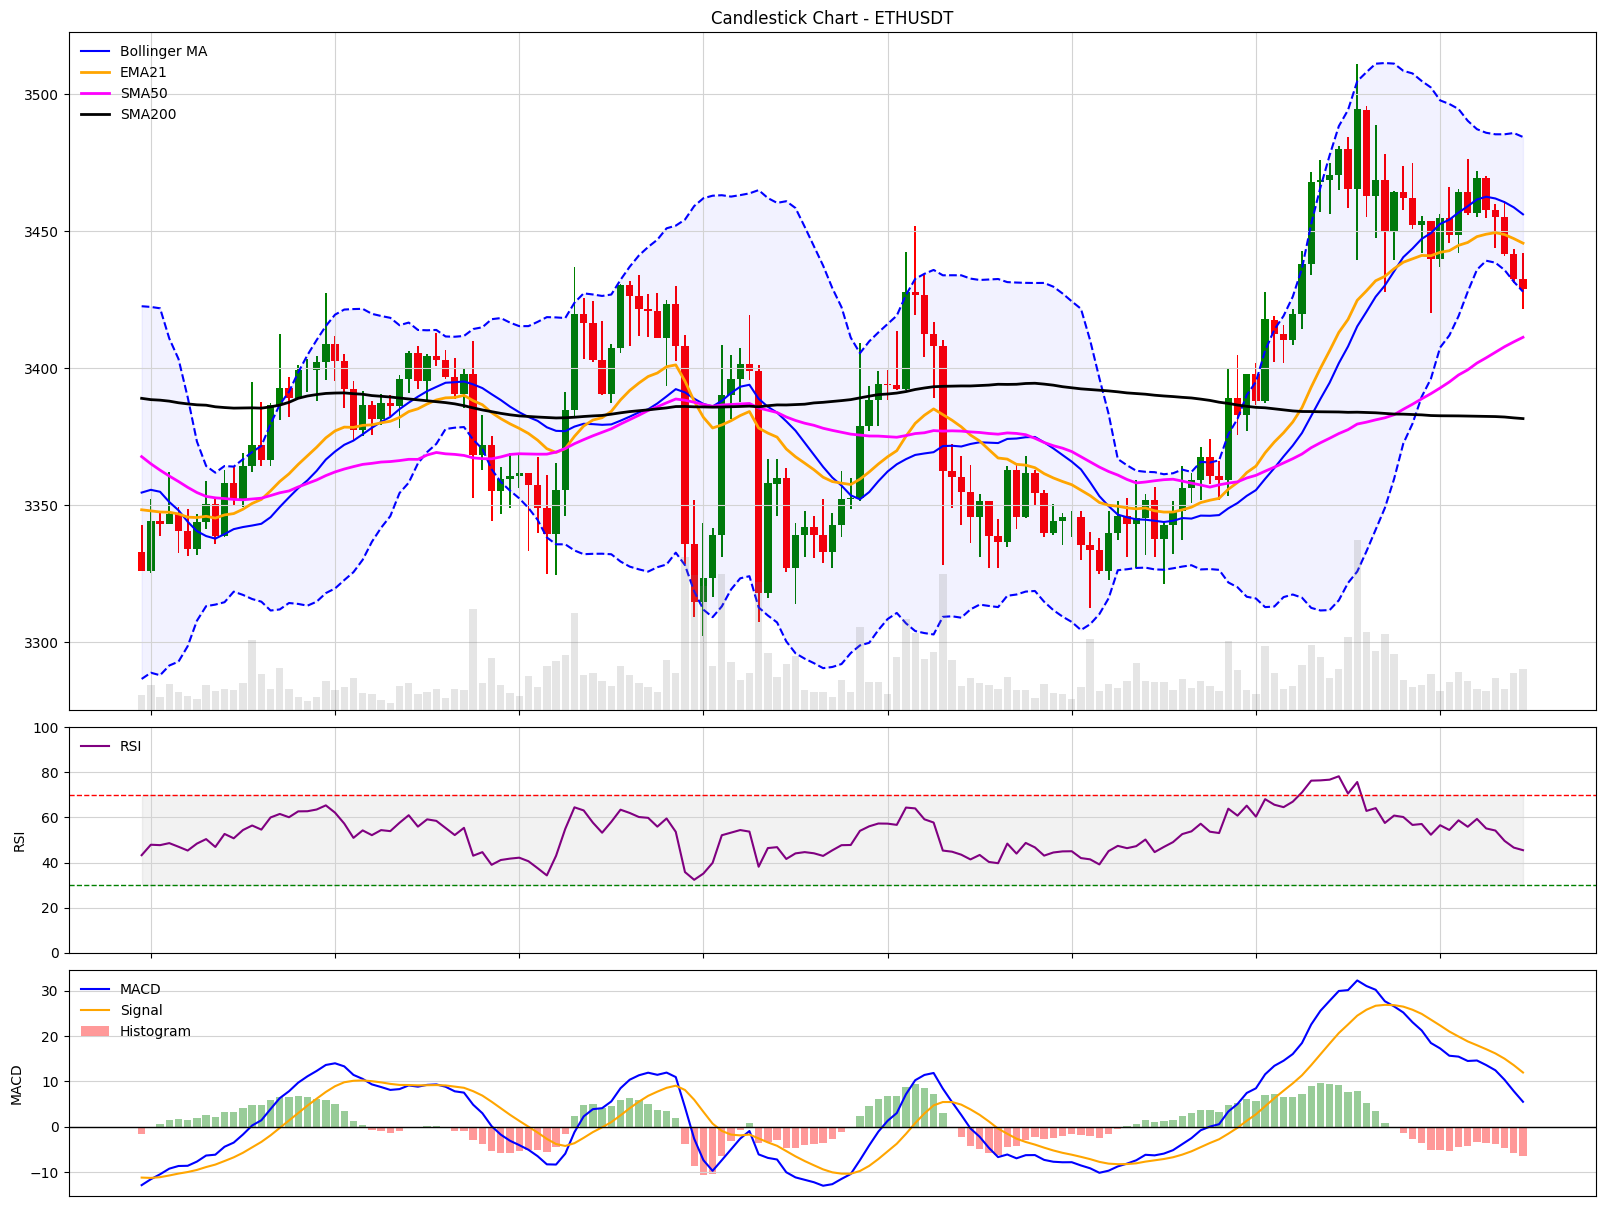 Candlestick Chart - ETHUSDT
Bollinger MA
EMA21
SMA50
SMA200
3500
3450
3400
3350
3300
RSI
100
80
60
40
20
0
RSI
MACD
Signal
Histogram
30
20
10
0
−10
MACD